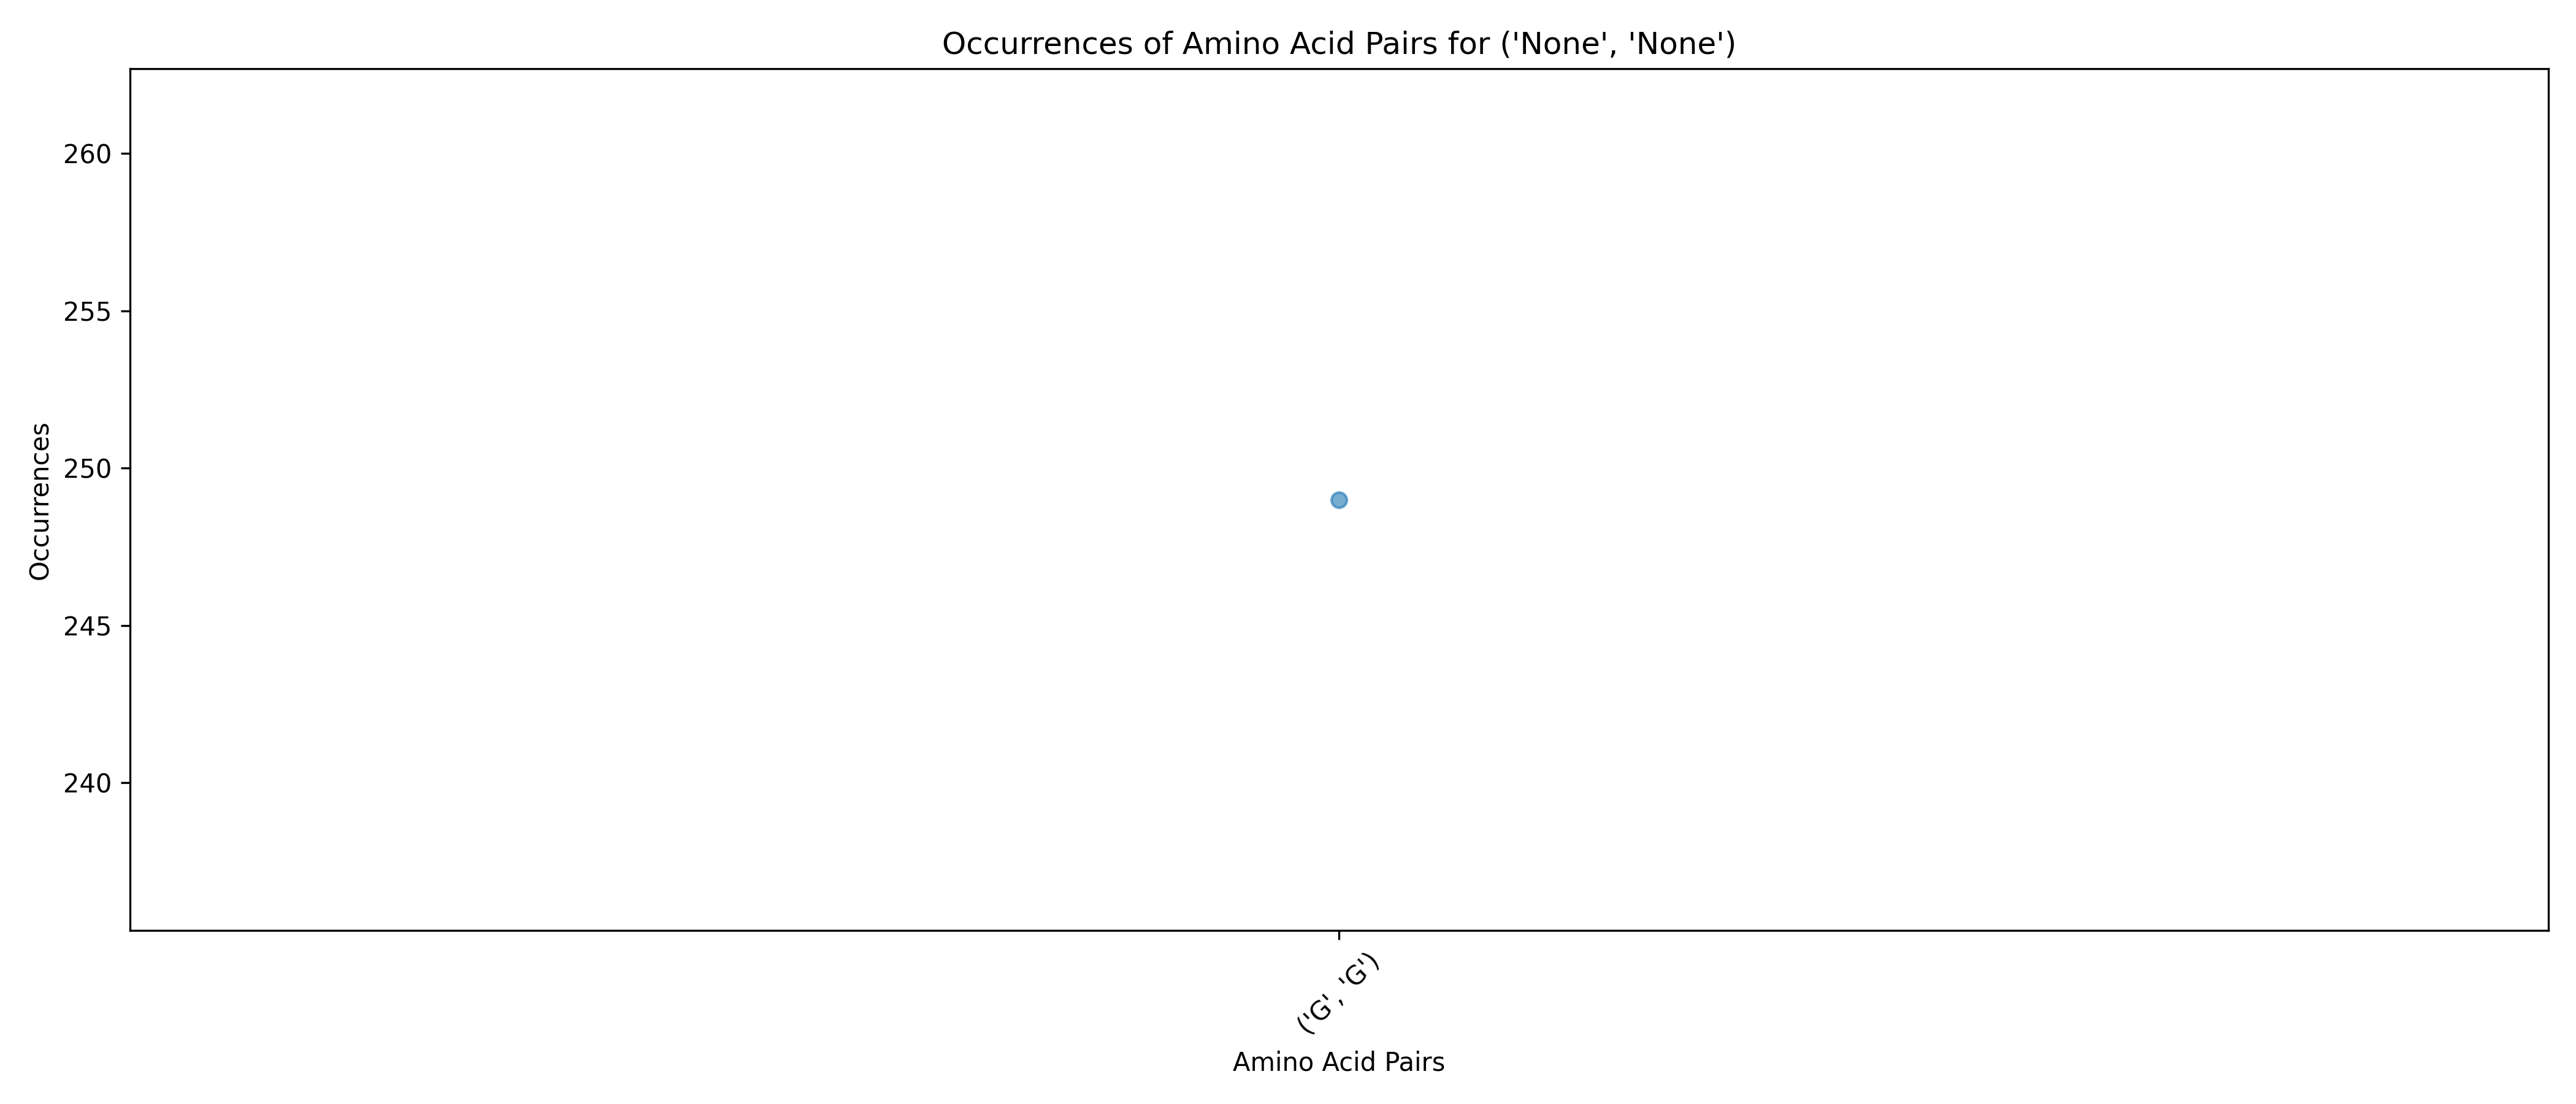 Occurrences of Amino Acid Pairs for ('None', 'None')
260
255
250
245
240
Occurrences
('G', 'G')
Amino Acid Pairs